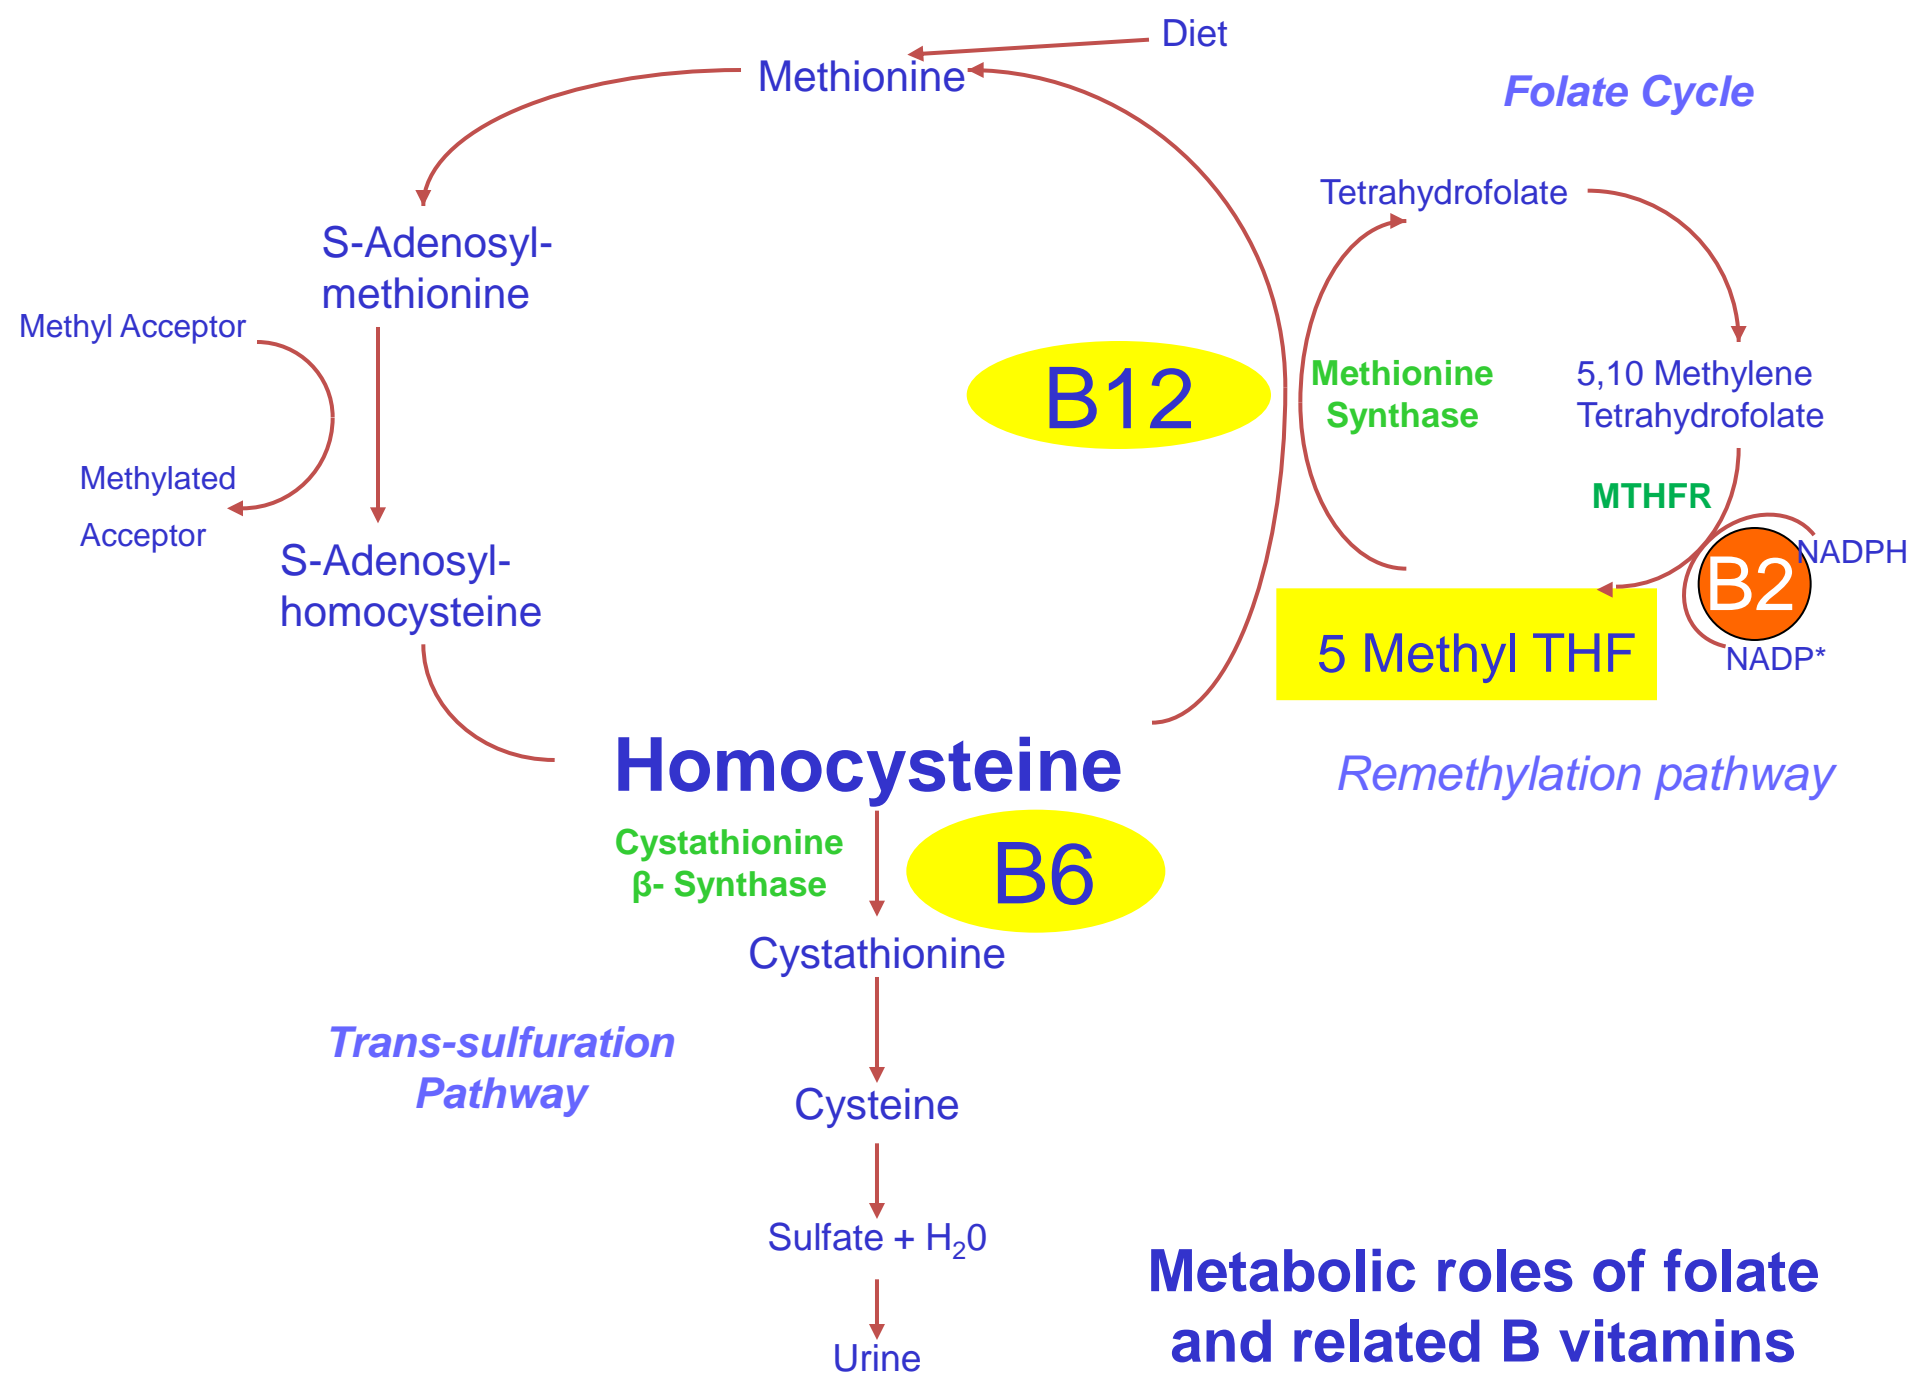 Diet
Methionine
Folate Cycle
Tetrahydrofolate
S-Adenosyl-
methionine
Methyl Acceptor
B12
Methionine
Synthase
5,10 Methylene
Tetrahydrofolate
Methylated
Acceptor
MTHFR
NADPH
B2
S-Adenosyl-
homocysteine
5 Methyl THF
NADP*
Homocysteine
Remethylation pathway
Cystathionine
β- Synthase
B6
Cystathionine
Trans-sulfuration
Pathway
Cysteine
Sulfate + H₂0
Urine
Metabolic roles of folate
and related B vitamins